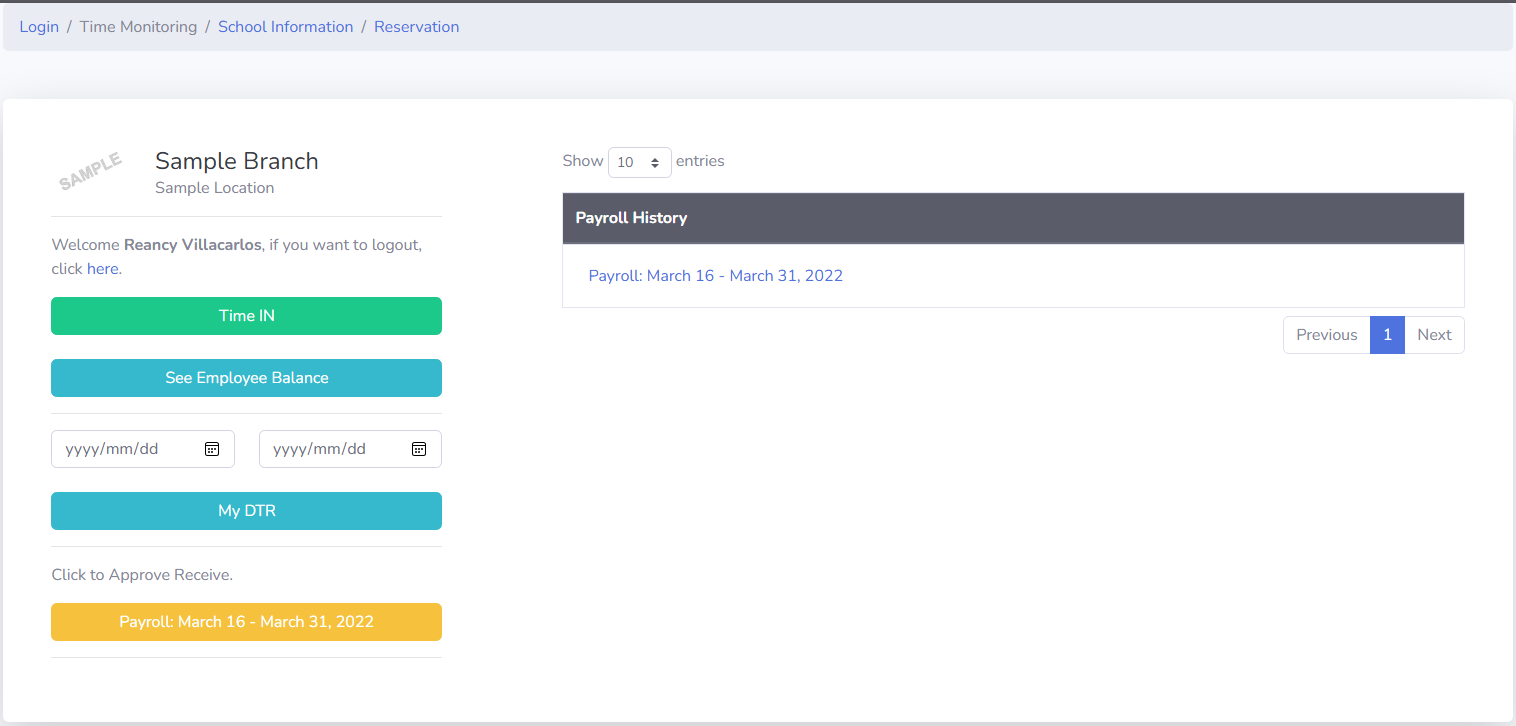 Login / Time Monitoring / School Information / Reservation
SAMPLE
Sample Branch
Sample Location
Welcome Reancy Villacarlos, if you want to logout,
click here.
Time IN
See Employee Balance
yyyy/mm/dd yyyy/mm/dd
My DTR
Click to Approve Receive.
Payroll: March 16 - March 31, 2022
Show 10 entries
Payroll History
Payroll: March 16 - March 31, 2022
Previous 1 Next